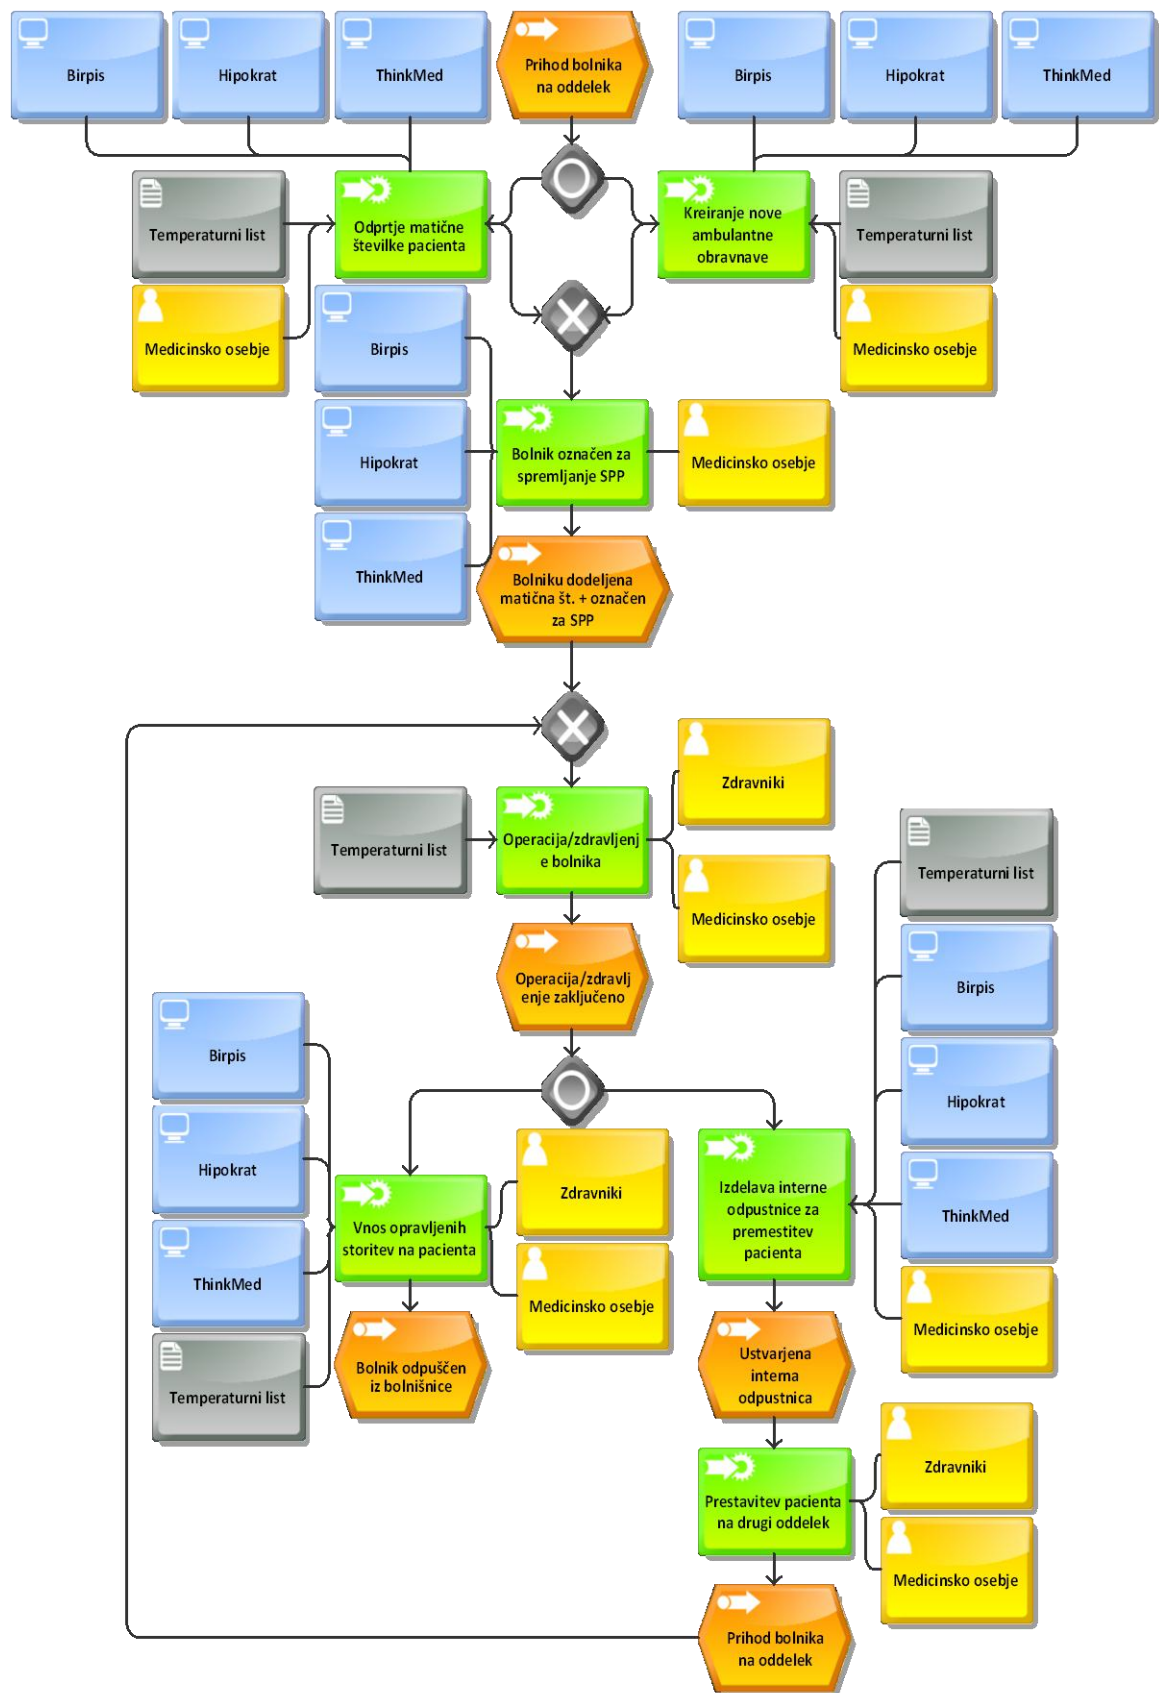 Birpis
Hipokrat
ThinkMed
Prihod bolnika
na oddelek
Birpis
Hipokrat
ThinkMed
Temperaturni list
Odprtje matične
številke pacienta
Kreiranje nove
ambulantne
obravnave
Temperaturni list
Medicinsko osebje
Birpis
Medicinsko osebje
Hipokrat
Bolnik označen za
spremljanje SPP
Medicinsko osebje
ThinkMed
Bolniku dodeljena
matična št. + označen
za SPP
Zdravniki
Temperaturni list
Operacija/zdravljenj
e bolnika
Medicinsko osebje
Temperaturni list
Operacija/zdravlj
enje zaključeno
Birpis
Birpis
Hipokrat
Hipokrat
Zdravniki
Izdelava interne
odpustnice za
premestitev
pacienta
ThinkMed
Vnos opravljenih
storitev na pacienta
ThinkMed
Medicinsko osebje
Medicinsko osebje
Temperaturni list
Bolnik odpuščen
iz bolnišnice
Ustvarjena
interna
odpustnica
Zdravniki
Prestavitev pacienta
na drugi oddelek
Medicinsko osebje
Prihod bolnika
na oddelek